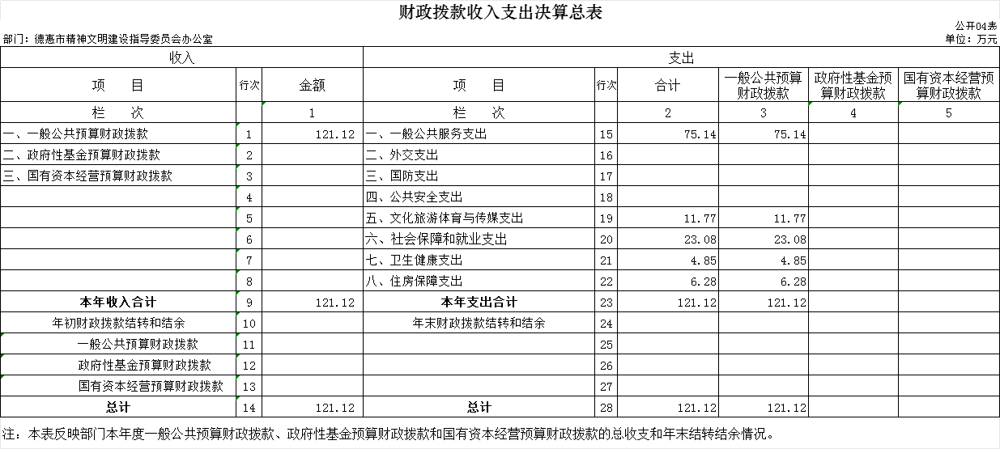 财政拨款收入支出决算总表
公开04表
部门：德惠市精神文明建设指导委员会办公室 单位：万元
收入 支出
项 目 行次 金额 项 目 行次 合计 一般公共预算财政拨款 政府性基金预算财政拨款 国有资本经营预算财政拨款
栏 次 1 栏 次 2 3 4 5
一、一般公共预算财政拨款 1 121.12 一、一般公共服务支出 15 75.14 75.14
二、政府性基金预算财政拨款 2 二、外交支出 16
三、国有资本经营预算财政拨款 3 三、国防支出 17
4 四、公共安全支出 18
5 五、文化旅游体育与传媒支出 19 11.77 11.77
6 六、社会保障和就业支出 20 23.08 23.08
7 七、卫生健康支出 21 4.85 4.85
8 八、住房保障支出 22 6.28 6.28
本年收入合计 9 121.12 本年支出合计 23 121.12 121.12
年初财政拨款结转和结余 10 年末财政拨款结转和结余 24
一般公共预算财政拨款 11 25
政府性基金预算财政拨款 12 26
国有资本经营预算财政拨款 13 27
总计 14 121.12 总计 28 121.12 121.12
注：本表反映部门本年度一般公共预算财政拨款、政府性基金预算财政拨款和国有资本经营预算财政拨款的总收支和年末结转结余情况。